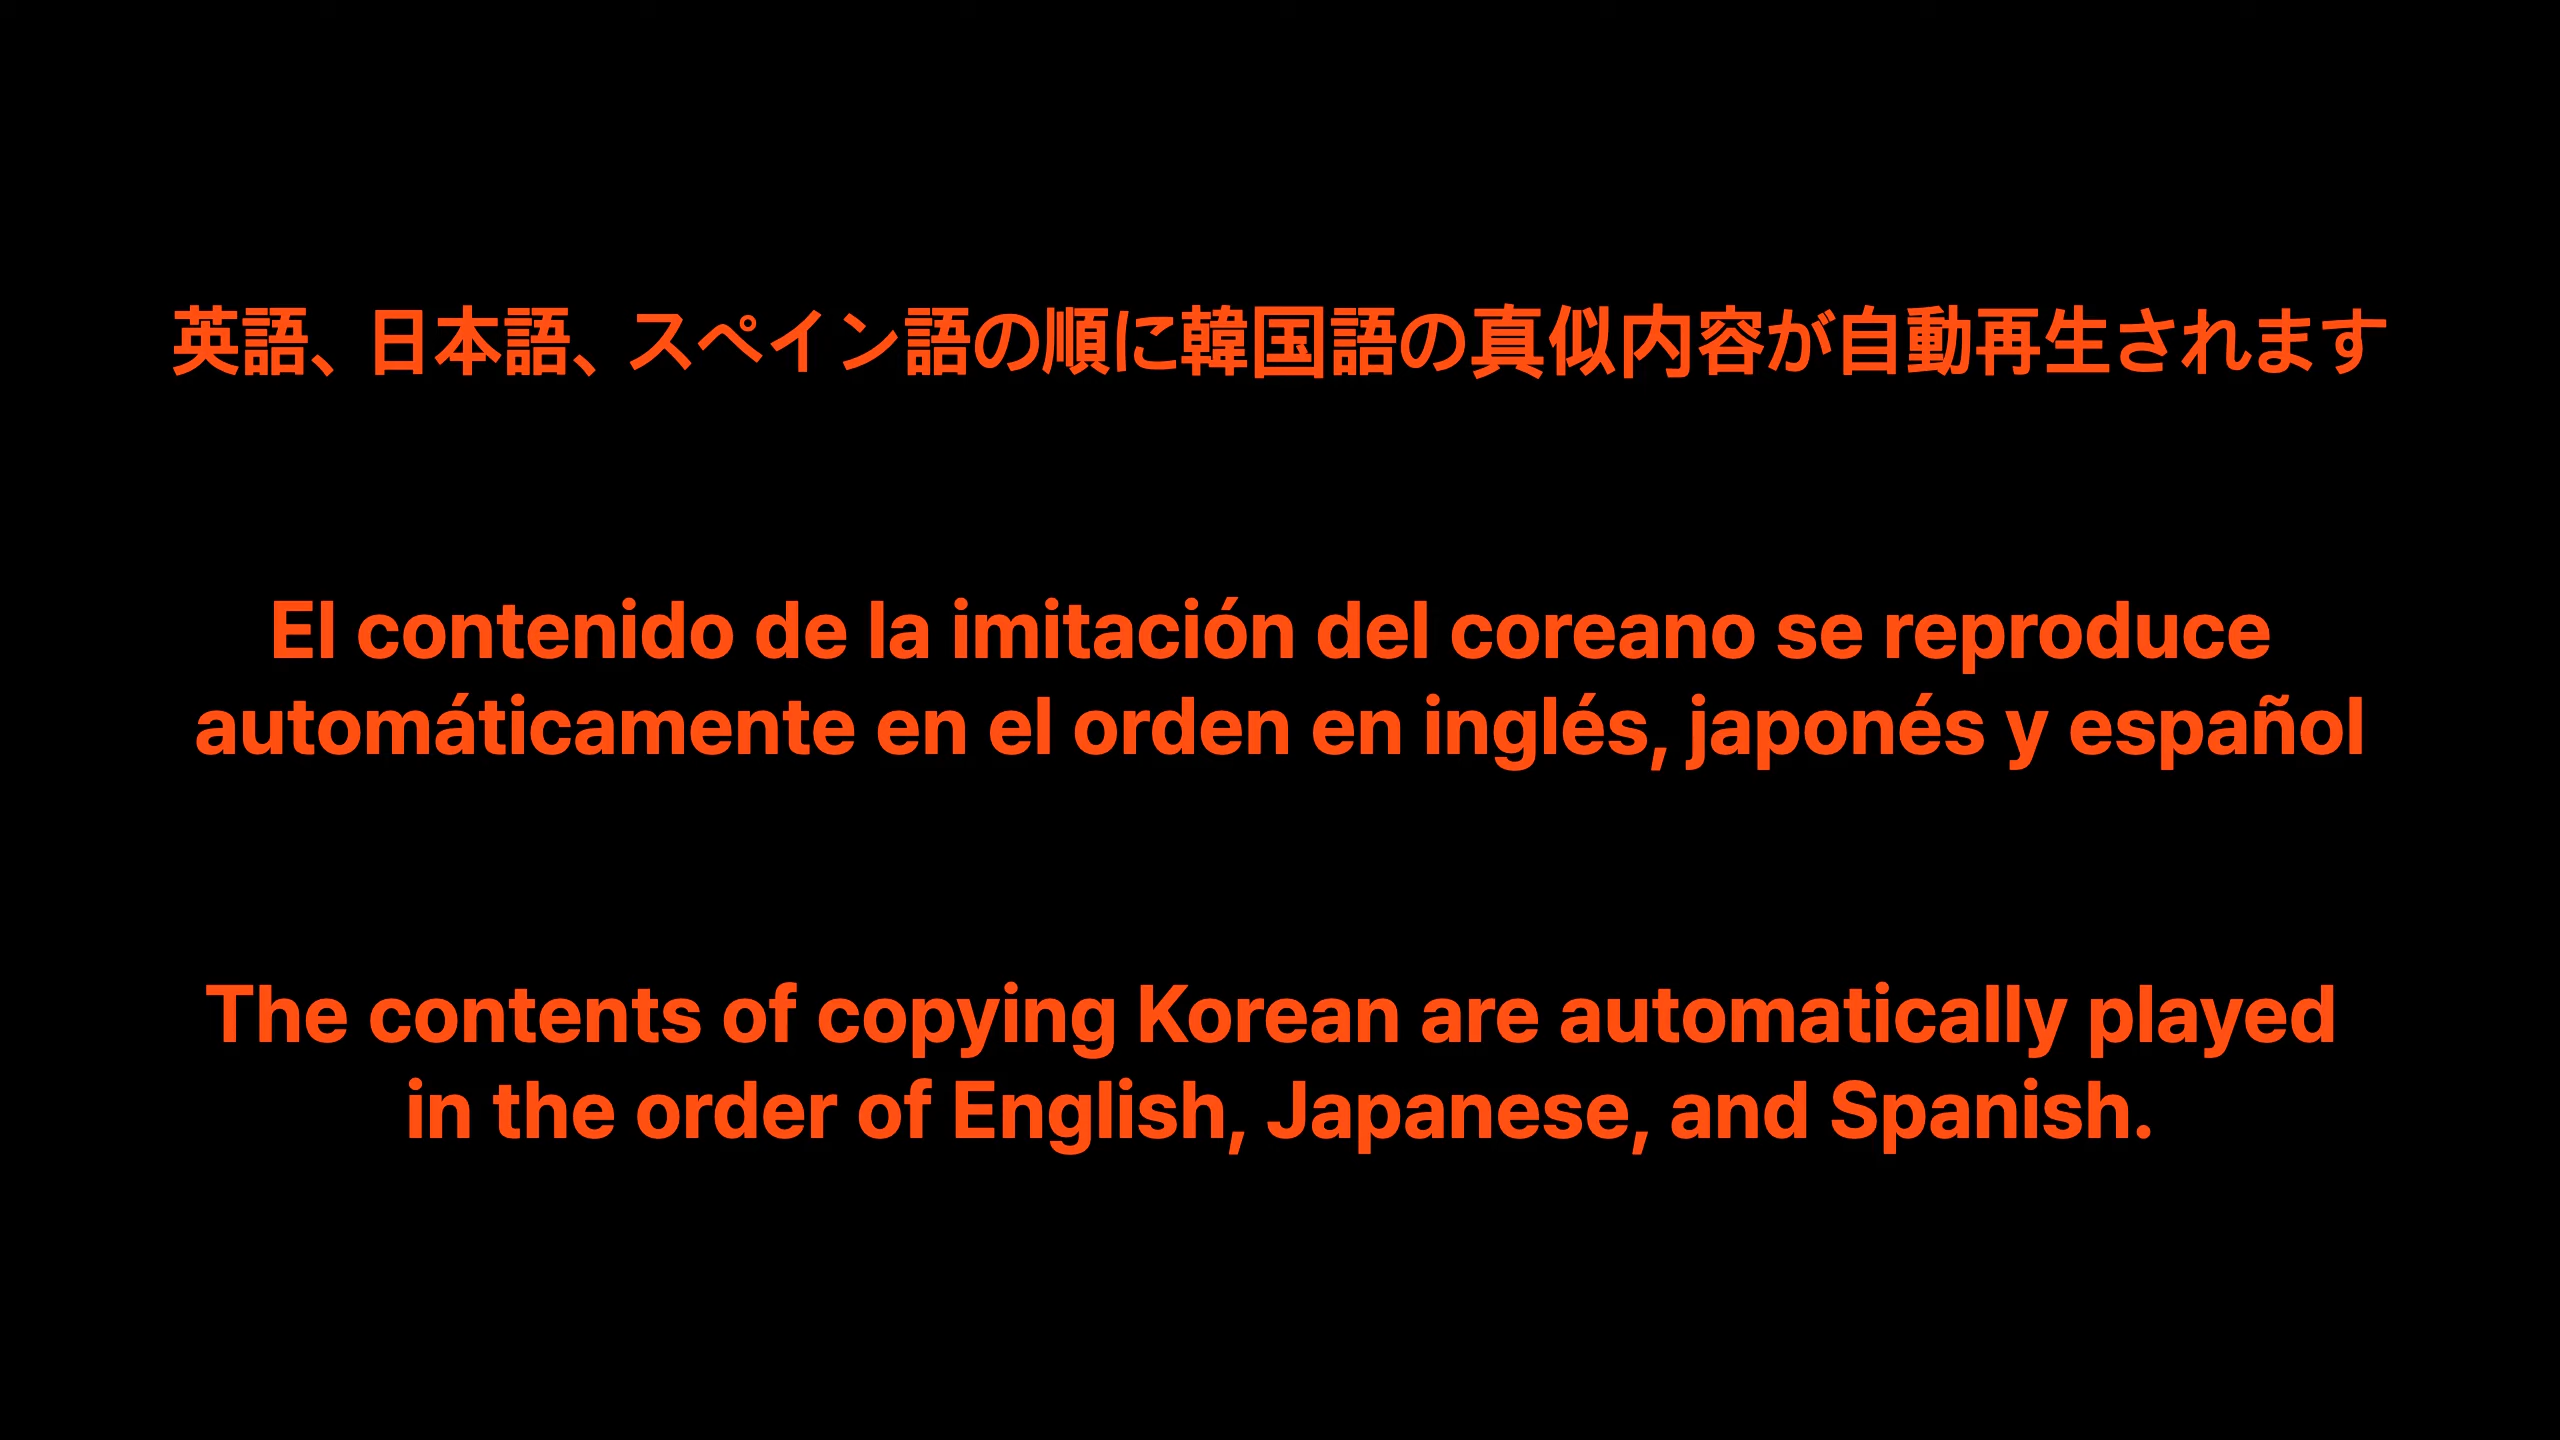 英語、日本語、スペイン語の順に韓国語の真似内容が自動再生されます
El contenido de la imitación del coreano se reproduce
automáticamente en el orden en inglés, japonés y español
The contents of copying Korean are automatically played
in the order of English, Japanese, and Spanish.